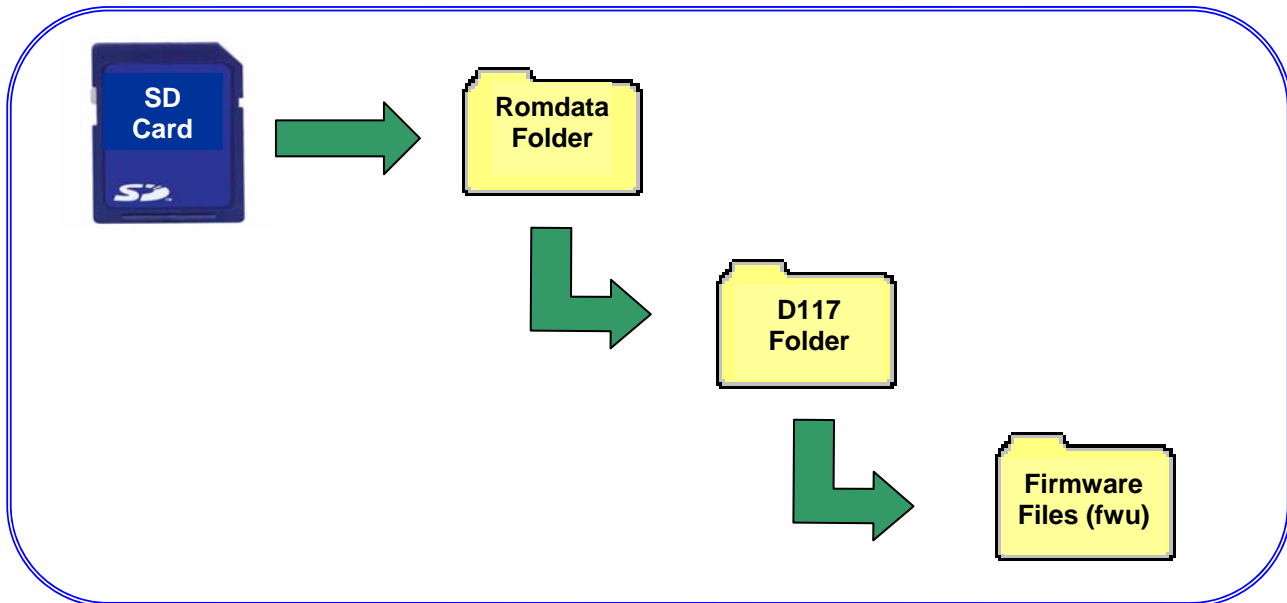 SD
Card
Romdata
Folder
D117
Folder
Firmware
Files (fwu)